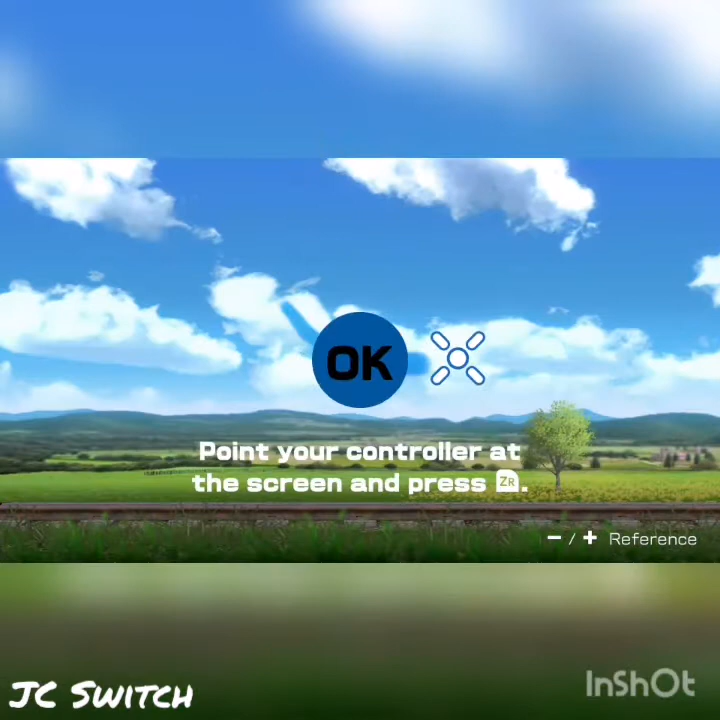 OK
Point your controller at
the screen and press ZR.
− / + Reference
JC SWITCH
InShOt